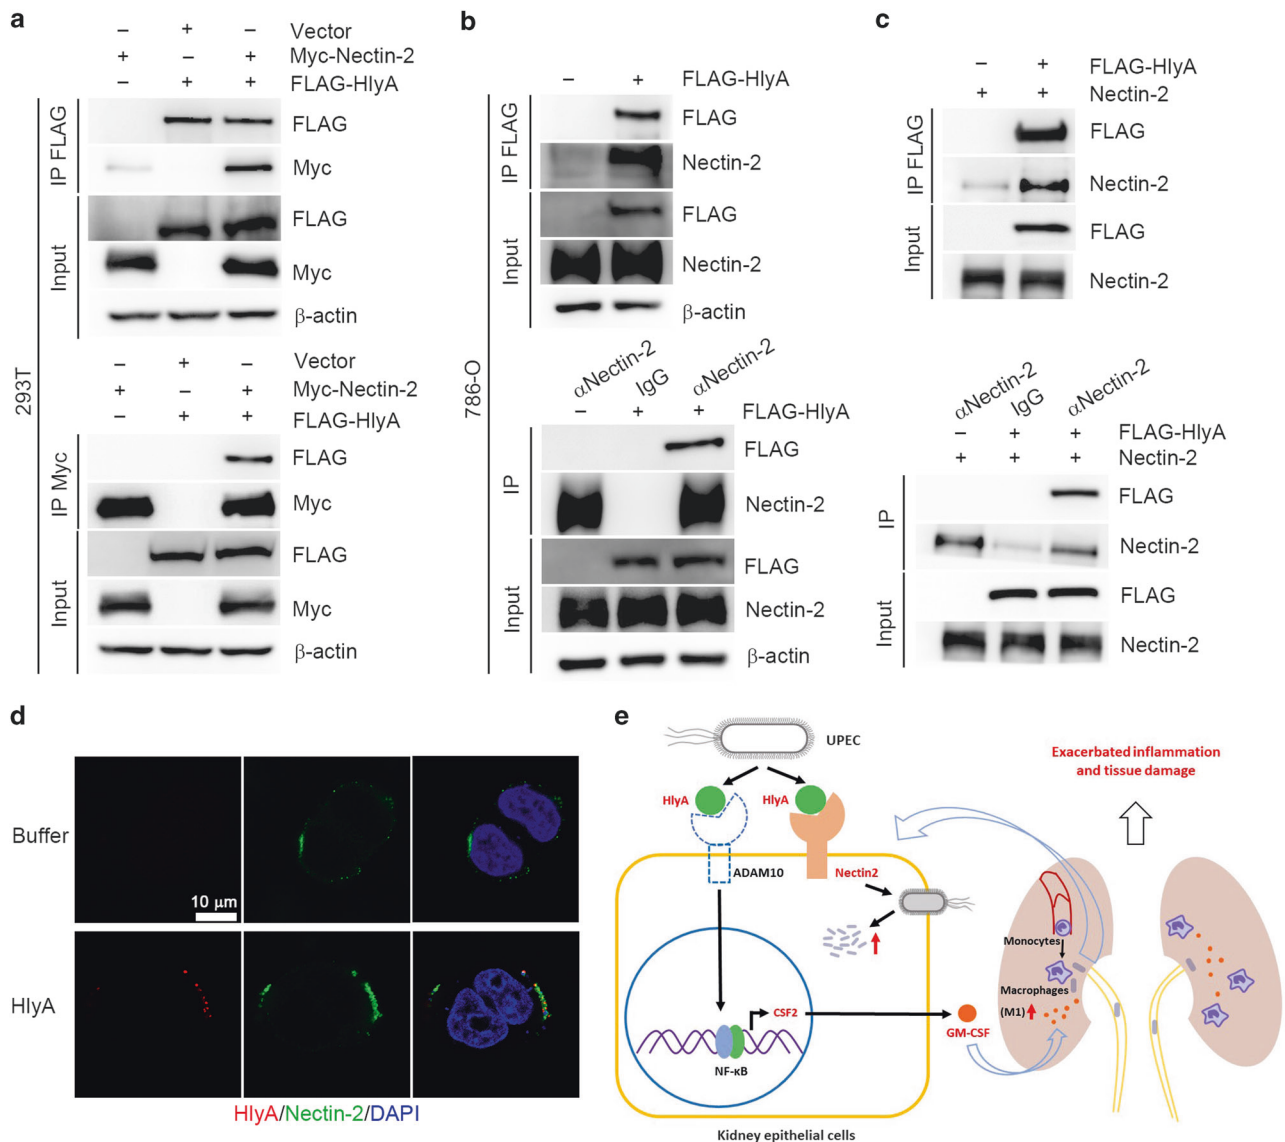 a
– + – Vector
+ – + Myc-Nectin-2
– + + FLAG-HlyA
293T
IP FLAG
FLAG
Myc
Input
FLAG
Myc
β-actin
– + – Vector
+ – + Myc-Nectin-2
– + + FLAG-HlyA
IP Myc
FLAG
Myc
Input
FLAG
Myc
β-actin
b
– + FLAG-HlyA
786-O
IP FLAG
FLAG
Nectin-2
Input
FLAG
Nectin-2
β-actin
αNectin-2 IgG αNectin-2
– + + FLAG-HlyA
IP
FLAG
Nectin-2
Input
FLAG
Nectin-2
β-actin
c
– + FLAG-HlyA
+ + Nectin-2
IP FLAG
FLAG
Nectin-2
Input
FLAG
Nectin-2
αNectin-2 IgG αNectin-2
– + + FLAG-HlyA
+ + + Nectin-2
IP
FLAG
Nectin-2
Input
FLAG
Nectin-2
d
Buffer
10 μm
HlyA
HlyA/Nectin-2/DAPI
e
UPEC
HlyA HlyA
ADAM10
Nectin2
CSF2
NF-κB
GM-CSF
Kidney epithelial cells
Exacerbated inflammation
and tissue damage
Monocytes
Macrophages
(M1)